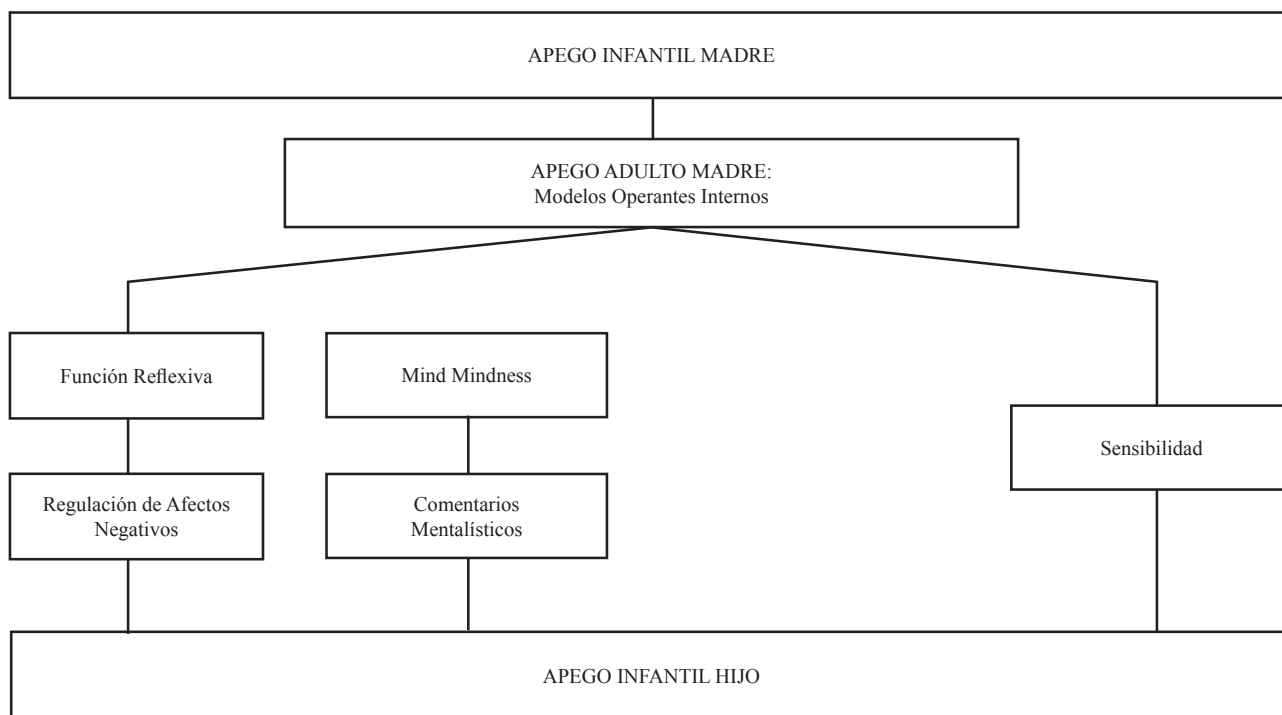 APEGO INFANTIL MADRE
APEGO ADULTO MADRE:
Modelos Operantes Internos
Función Reflexiva
Mind Mindness
Sensibilidad
Regulación de Afectos
Negativos
Comentarios
Mentalísticos
APEGO INFANTIL HIJO